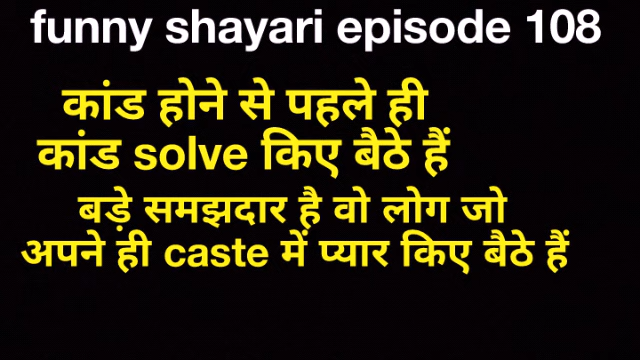 funny shayari episode 108
कांड होने से पहले ही
कांड solve किए बैठे हैं
बड़े समझदार है वो लोग जो
अपने ही caste में प्यार किए बैठे हैं